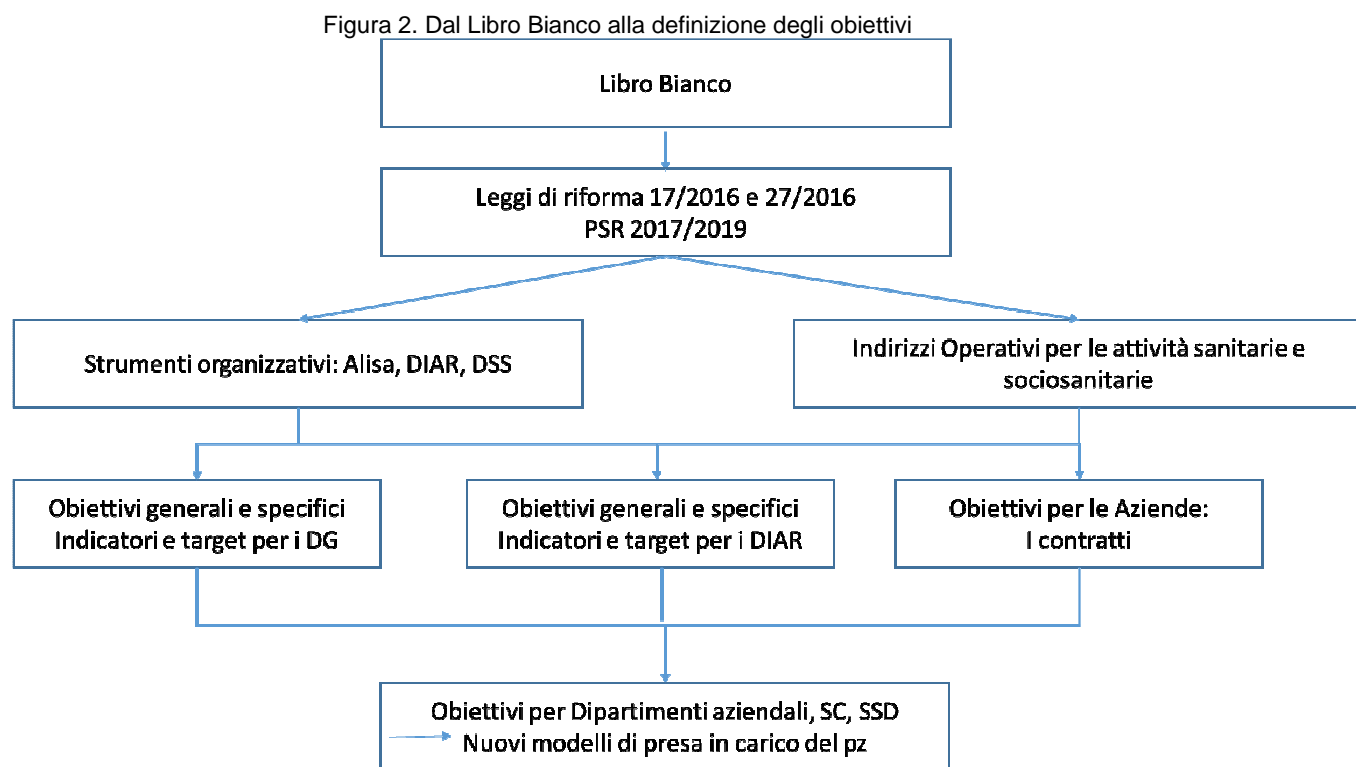 Figura 2. Dal Libro Bianco alla definizione degli obiettivi
Libro Bianco
Leggi di riforma 17/2016 e 27/2016
PSR 2017/2019
Strumenti organizzativi: Alisa, DIAR, DSS
Indirizzi Operativi per le attività sanitarie e
sociosanitarie
Obiettivi generali e specifici
Indicatori e target per i DG
Obiettivi generali e specifici
Indicatori e target per i DIAR
Obiettivi per le Aziende:
I contratti
Obiettivi per Dipartimenti aziendali, SC, SSD
Nuovi modelli di presa in carico del pz